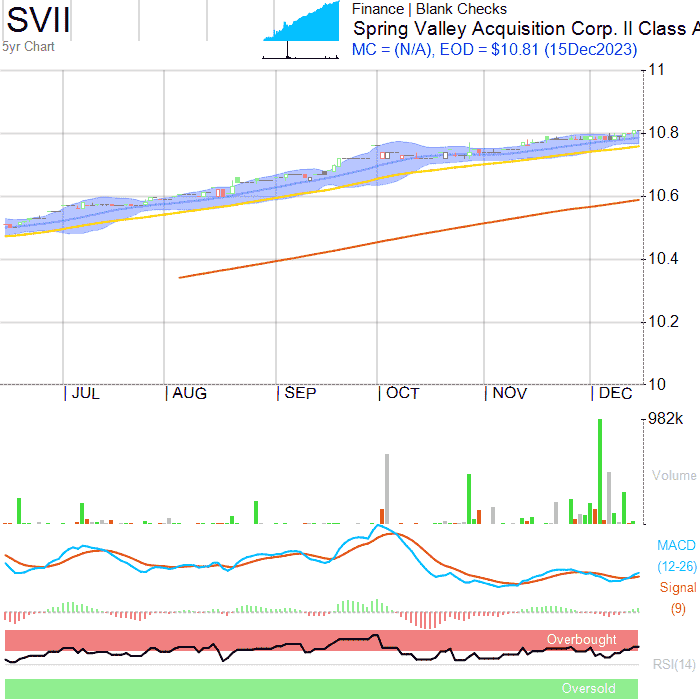 SVII
5yr Chart
Finance | Blank Checks
Spring Valley Acquisition Corp. II Class A
MC = (N/A), EOD = $10.81 (15Dec2023)
11
10.8
10.6
10.4
10.2
10
| JUL | AUG | SEP | OCT | NOV | DEC
982k
Volume
MACD
(12-26)
Signal
(9)
Overbought
RSI(14)
Oversold